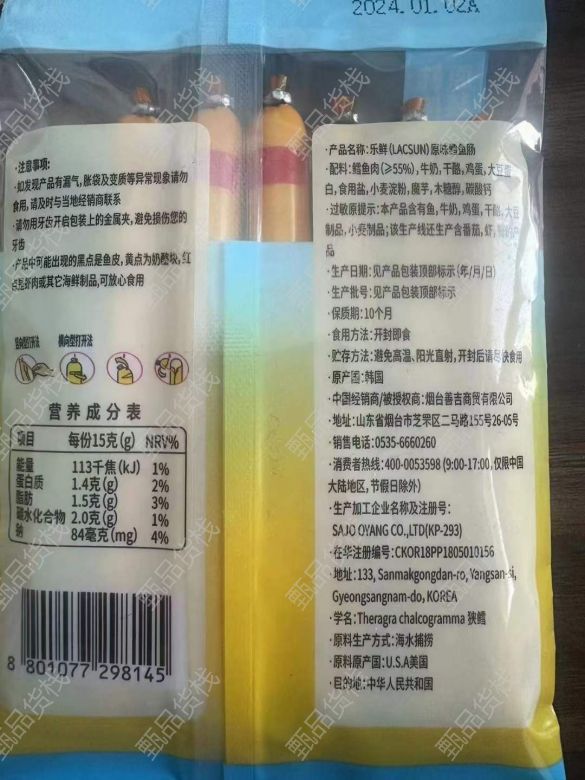 2024.01.02A
·注意事项:
·如发现产品有漏气,胀袋及变质等异常现象请勿
食用,请及时与当地经销商联系
·请勿用牙齿开启包装上的金属夹,避免损伤您的
牙齿
·产品中可能出现的黑点是鱼皮,黄点为奶酪块,红
点是虾肉或其它海鲜制品,可放心食用
竖向型打开法 横向型打开法
营养成分表
项目 每份15克(g) NRV%
能量 113千焦(kJ) 1%
蛋白质 1.4克(g) 2%
脂肪 1.5克(g) 3%
碳水化合物 2.0克(g) 1%
钠 84毫克(mg) 4%
8 801077 298145
·产品名称:乐鲜(LACSUN)原味鳕鱼肠
·配料:鳕鱼肉(≥55%),牛奶,干酪,鸡蛋,大豆蛋
白,食用盐,小麦淀粉,魔芋,木糖醇,碳酸钙
·过敏原提示:本产品含有鱼,牛奶,鸡蛋,干酪,大豆
制品,小麦制品;该生产线还生产含番茄,虾,的产
品
·生产日期:见产品包装顶部标示(年/月/日)
·生产批号:见产品包装顶部标示
·保质期:10个月
·食用方法:开封即食
·贮存方法:避免高温、阳光直射,开封后请尽快食用
·原产国:韩国
·中国经销商/被授权商:烟台善吉商贸有限公司
·地址:山东省烟台市芝罘区二马路155号26-05号
·销售电话:0535-6660260
·消费者热线:400-0053598 (9:00-17:00,仅限中国
大陆地区,节假日除外)
·生产加工企业名称及注册号:
SAJO OYANG CO.,LTD(KP-293)
·在华注册编号:CKOR18PP1805010156
·地址:133, Sanmakgongdan-ro, Yangsan-si,
Gyeongsangnam-do, KOREA
·学名:Theragra chalcogramma 狭鳕
·原料生产方式:海水捕捞
·原料原产国:U.S.A美国
·目的地:中华人民共和国
甄品货栈